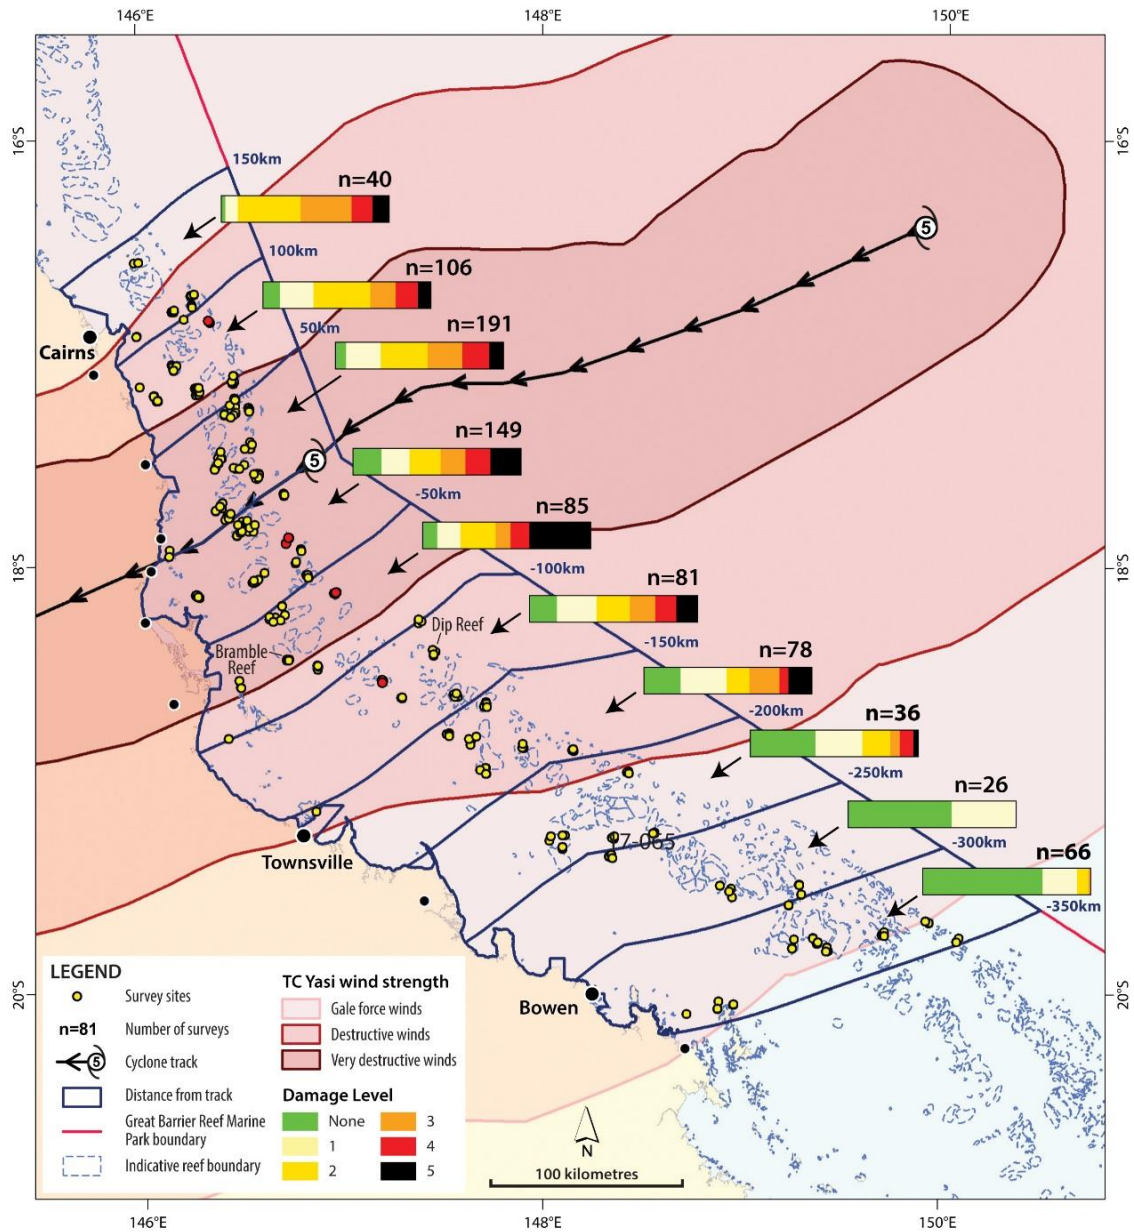 146°E
148°E
150°E
16°S
16°S
150km
n=40
100km
n=106
50km
n=191
Cairns
5
n=149
5
-50km
n=85
-100km
18°S
18°S
n=81
Dip Reef
-150km
Bramble
Reef
n=78
-200km
n=36
-250km
n=26
17-065
-300km
Townsville
n=66
-350km
20°S
20°S
Bowen
LEGEND
Survey sites
n=81
Number of surveys
5
Cyclone track
Distance from track
Great Barrier Reef Marine
Park boundary
Indicative reef boundary
TC Yasi wind strength
Gale force winds
Destructive winds
Very destructive winds
Damage Level
None
3
1
4
2
5
N
100 kilometres
146°E
148°E
150°E